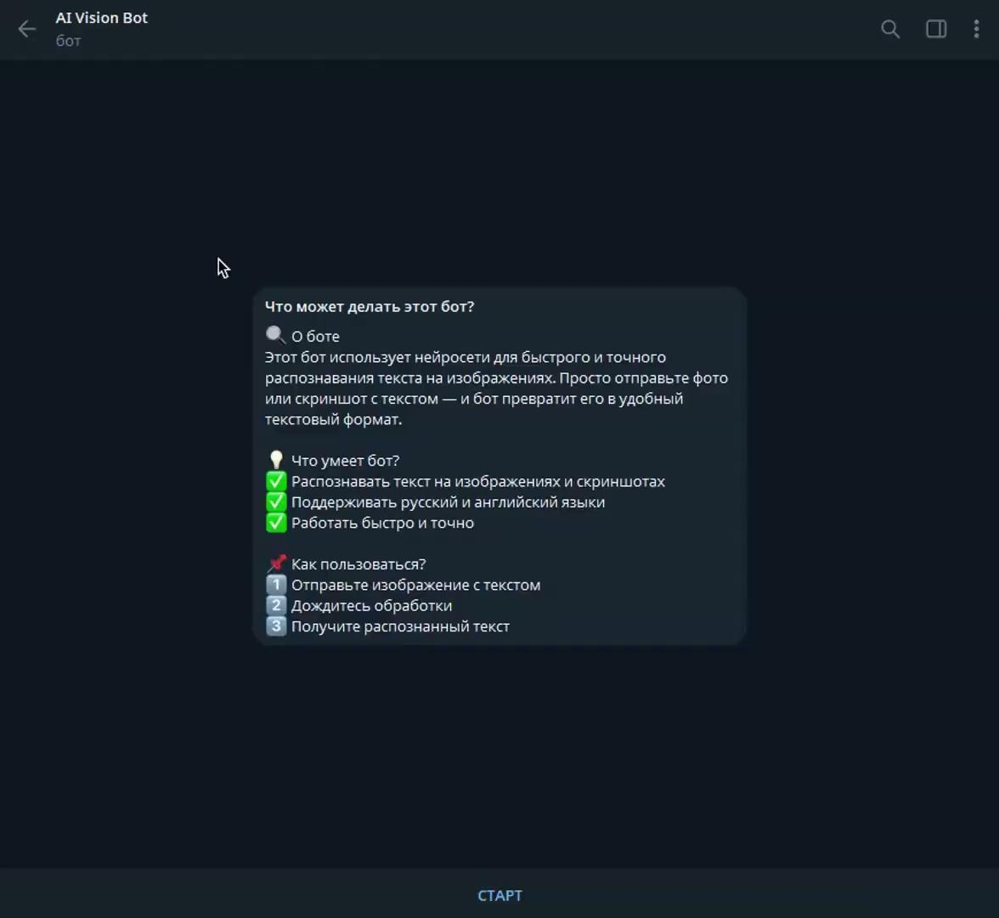 AI Vision Bot
бот
Что может делать этот бот?
🔍 О боте
Этот бот использует нейросети для быстрого и точного
распознавания текста на изображениях. Просто отправьте фото
или скриншот с текстом — и бот превратит его в удобный
текстовый формат.
💡 Что умеет бот?
✅ Распознавать текст на изображениях и скриншотах
✅ Поддерживать русский и английский языки
✅ Работать быстро и точно
📌 Как пользоваться?
1️⃣ Отправьте изображение с текстом
2️⃣ Дождитесь обработки
3️⃣ Получите распознанный текст
СТАРТ